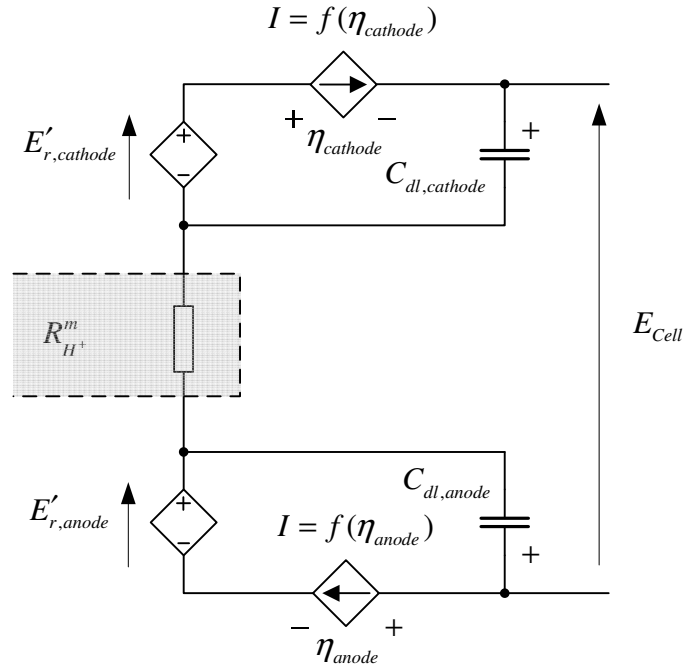 I = f(η_cathode)
E′_r,cathode
+
−
+ η_cathode −
+
C_dl,cathode
R^m_H⁺
E_Cell
C_dl,anode
E′_r,anode
+
−
I = f(η_anode)
+
− η_anode +